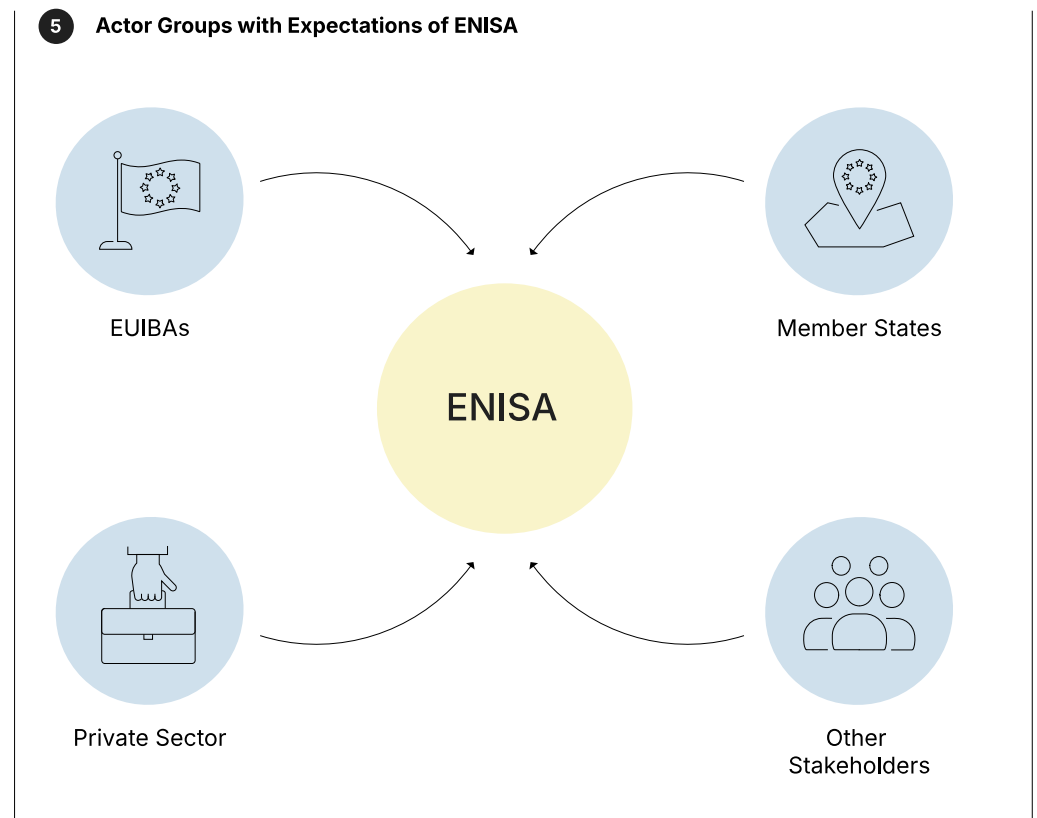 5 Actor Groups with Expectations of ENISA
EUIBAs
Member States
ENISA
Private Sector
Other
Stakeholders